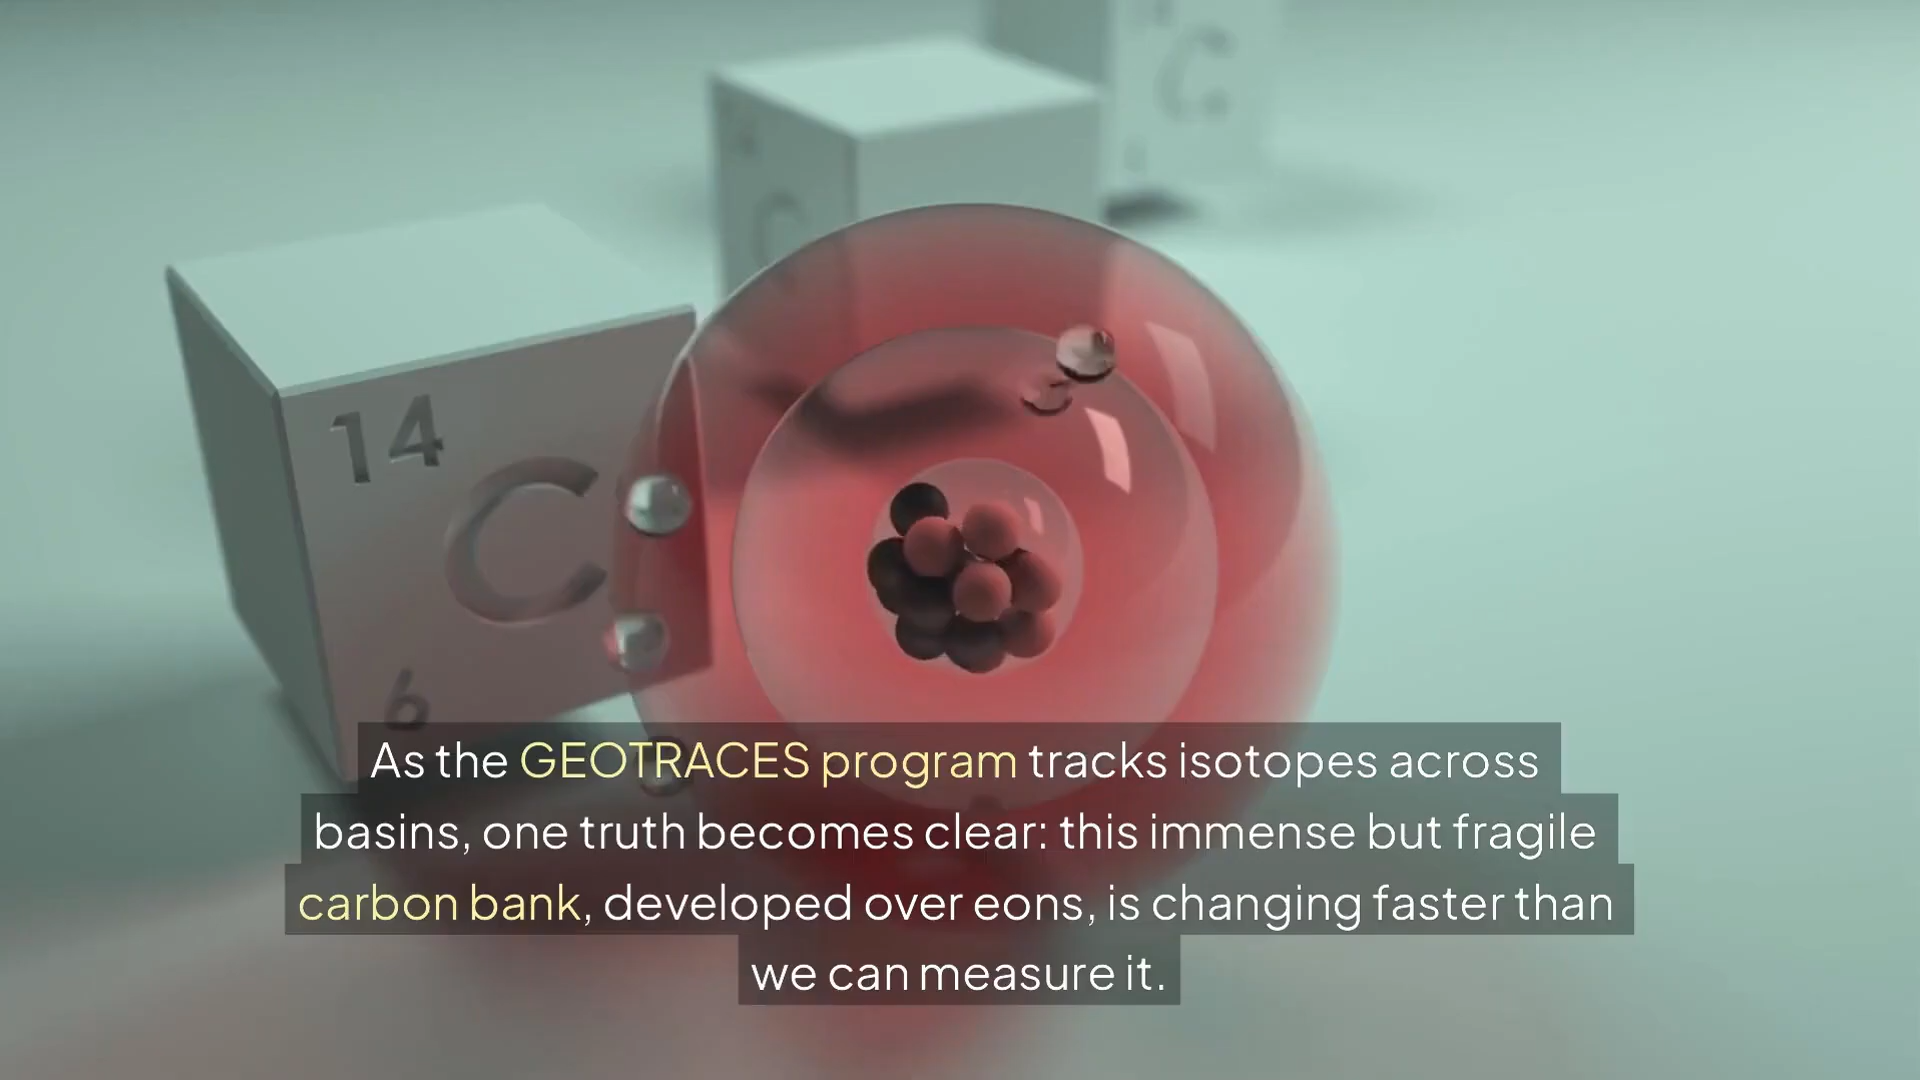 C
C
14
C
6
As the GEOTRACES program tracks isotopes across
basins, one truth becomes clear: this immense but fragile
carbon bank, developed over eons, is changing faster than
we can measure it.